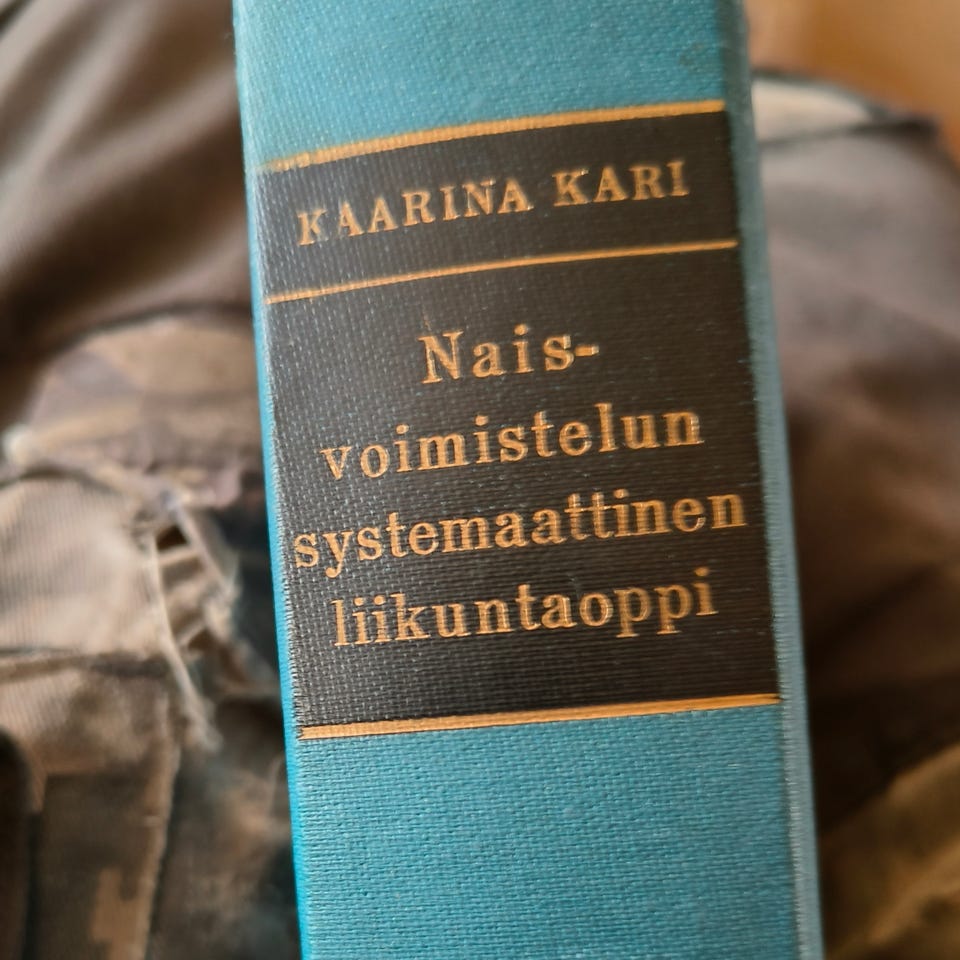 KAARINA KARI
Nais-
voimistelun
systemaattinen
liikuntaoppi